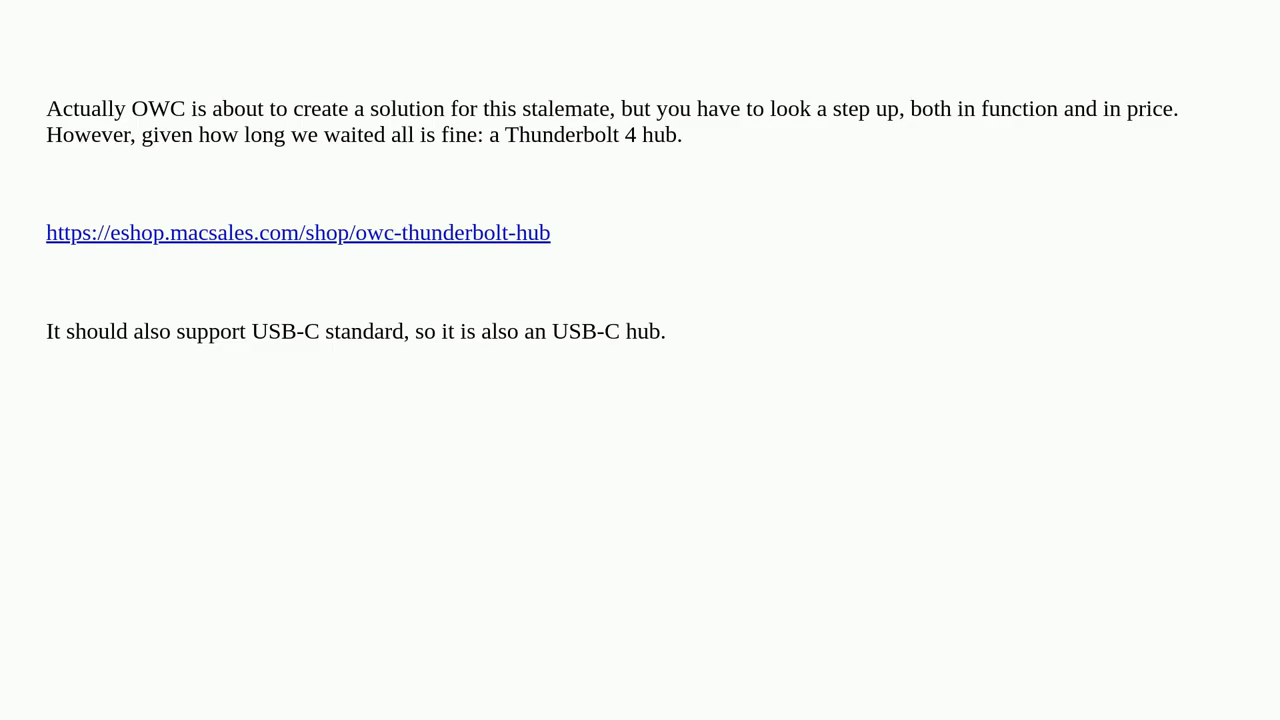 Actually OWC is about to create a solution for this stalemate, but you have to look a step up, both in function and in price.
However, given how long we waited all is fine: a Thunderbolt 4 hub.
https://eshop.macsales.com/shop/owc-thunderbolt-hub
It should also support USB-C standard, so it is also an USB-C hub.